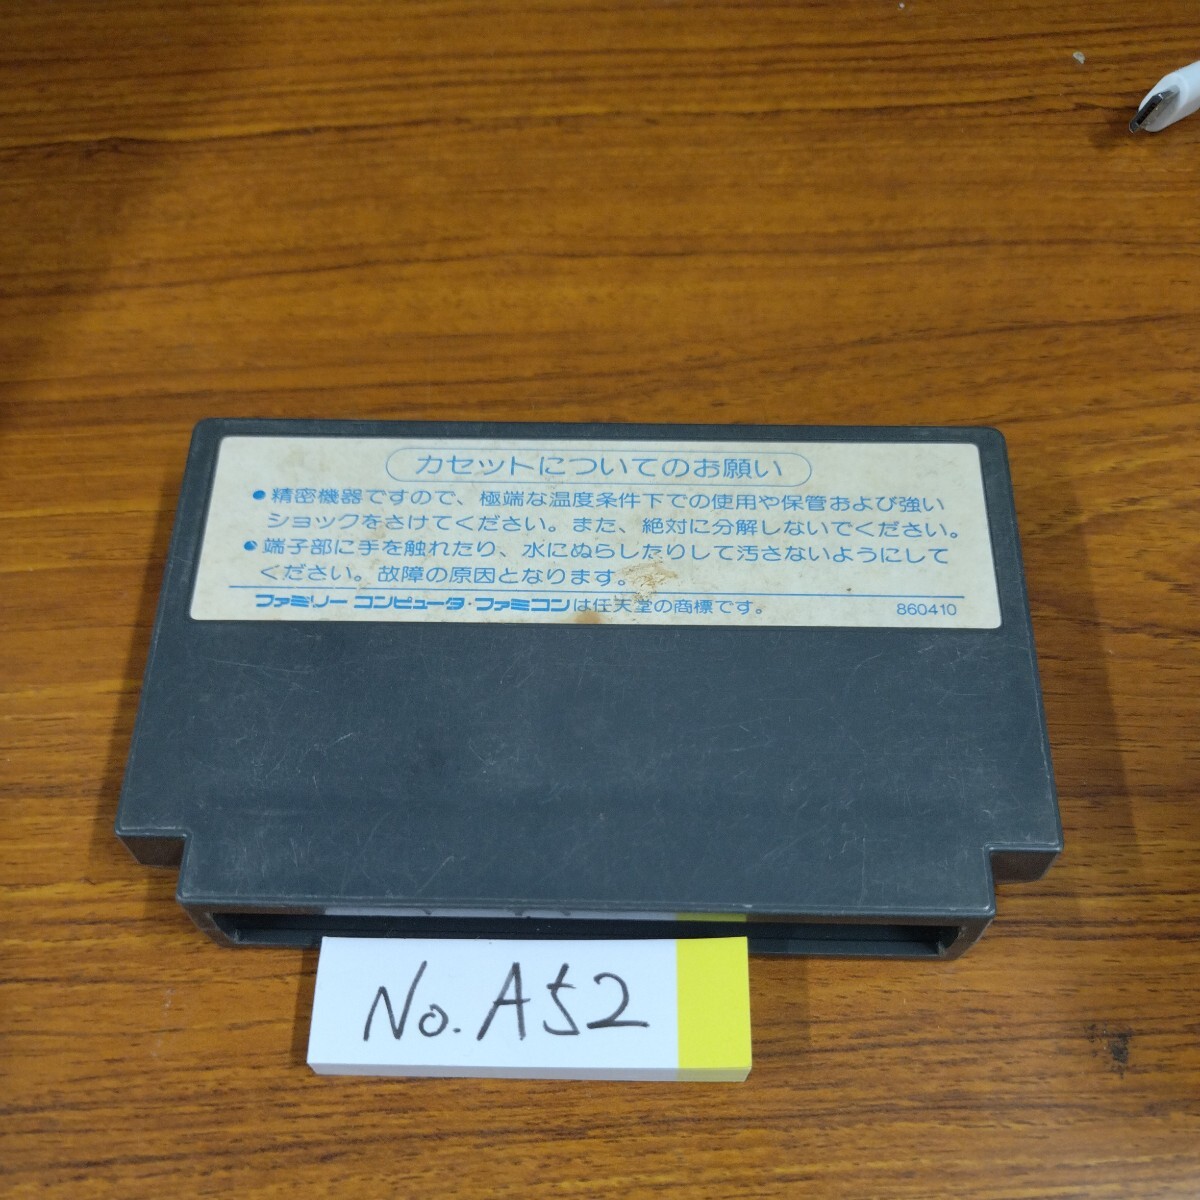 カセットについてのお願い
●精密機器ですので、極端な温度条件下での使用や保管および強い
ショックをさけてください。また、絶対に分解しないでください。
●端子部に手を触れたり、水にぬらしたりして汚さないようにして
ください。故障の原因となります。
ファミリー コンピュータ・ファミコンは任天堂の商標です。 860410
No. A52